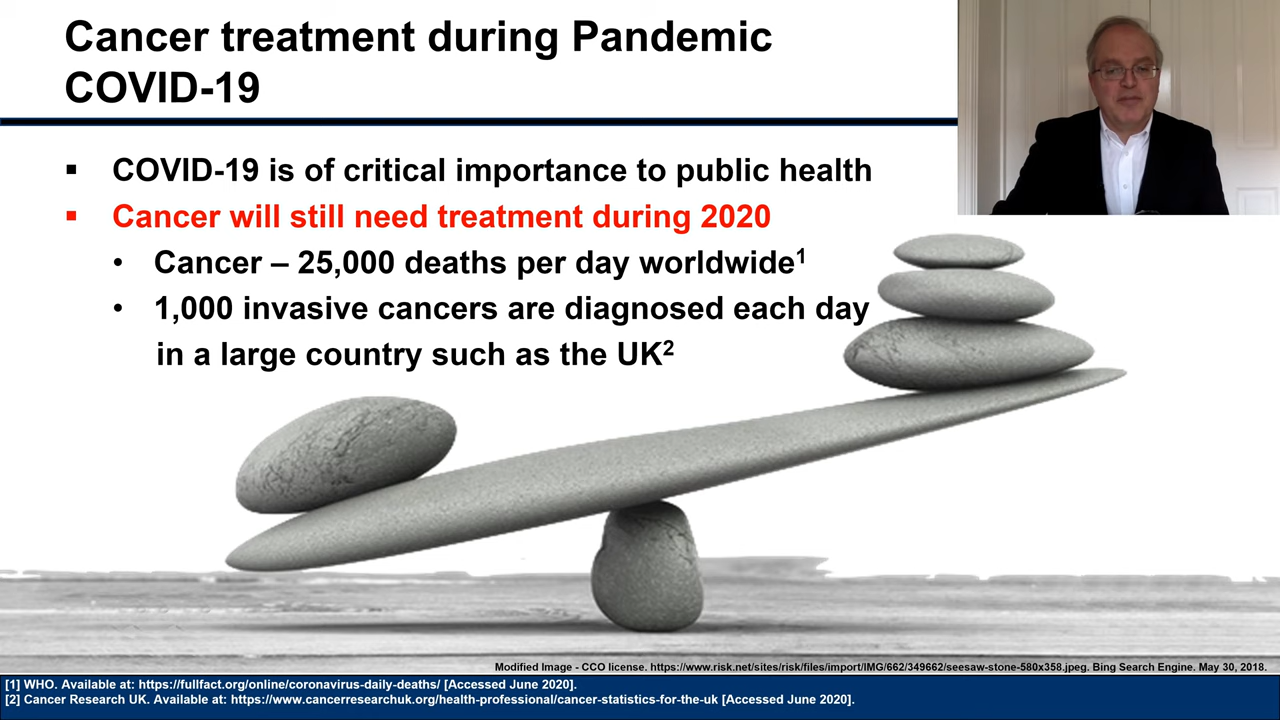 Cancer treatment during Pandemic
COVID-19
▪ COVID-19 is of critical importance to public health
▪ Cancer will still need treatment during 2020
• Cancer – 25,000 deaths per day worldwide¹
• 1,000 invasive cancers are diagnosed each day
in a large country such as the UK²
Modified Image - CCO license. https://www.risk.net/sites/risk/files/import/IMG/662/349662/seesaw-stone-580x358.jpeg. Bing Search Engine. May 30, 2018.
[1] WHO. Available at: https://fullfact.org/online/coronavirus-daily-deaths/ [Accessed June 2020].
[2] Cancer Research UK. Available at: https://www.cancerresearchuk.org/health-professional/cancer-statistics-for-the-uk [Accessed June 2020].